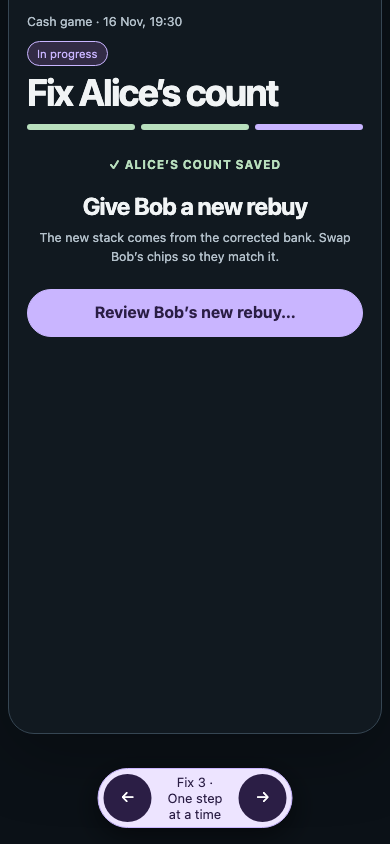 Cash game · 16 Nov, 19:30
In progress
Fix Alice’s count
✓ ALICE’S COUNT SAVED
Give Bob a new rebuy
The new stack comes from the corrected bank. Swap
Bob’s chips so they match it.
Review Bob’s new rebuy…
←
Fix 3 ·
One step
at a time
→